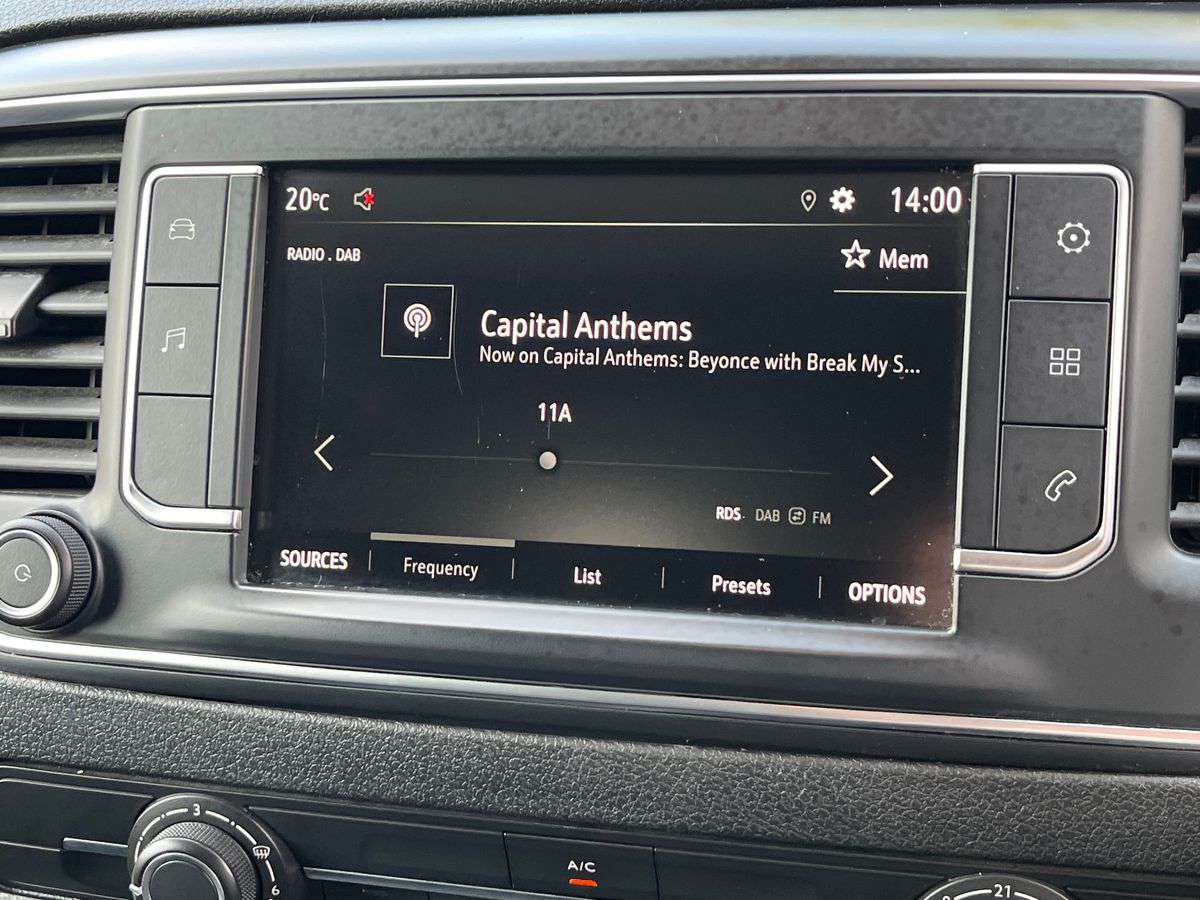 20°C 14:00
RADIO . DAB
Mem
Capital Anthems
Now on Capital Anthems: Beyonce with Break My S...
11A
RDS DAB FM
SOURCES Frequency List Presets OPTIONS
3
6
A/C
21